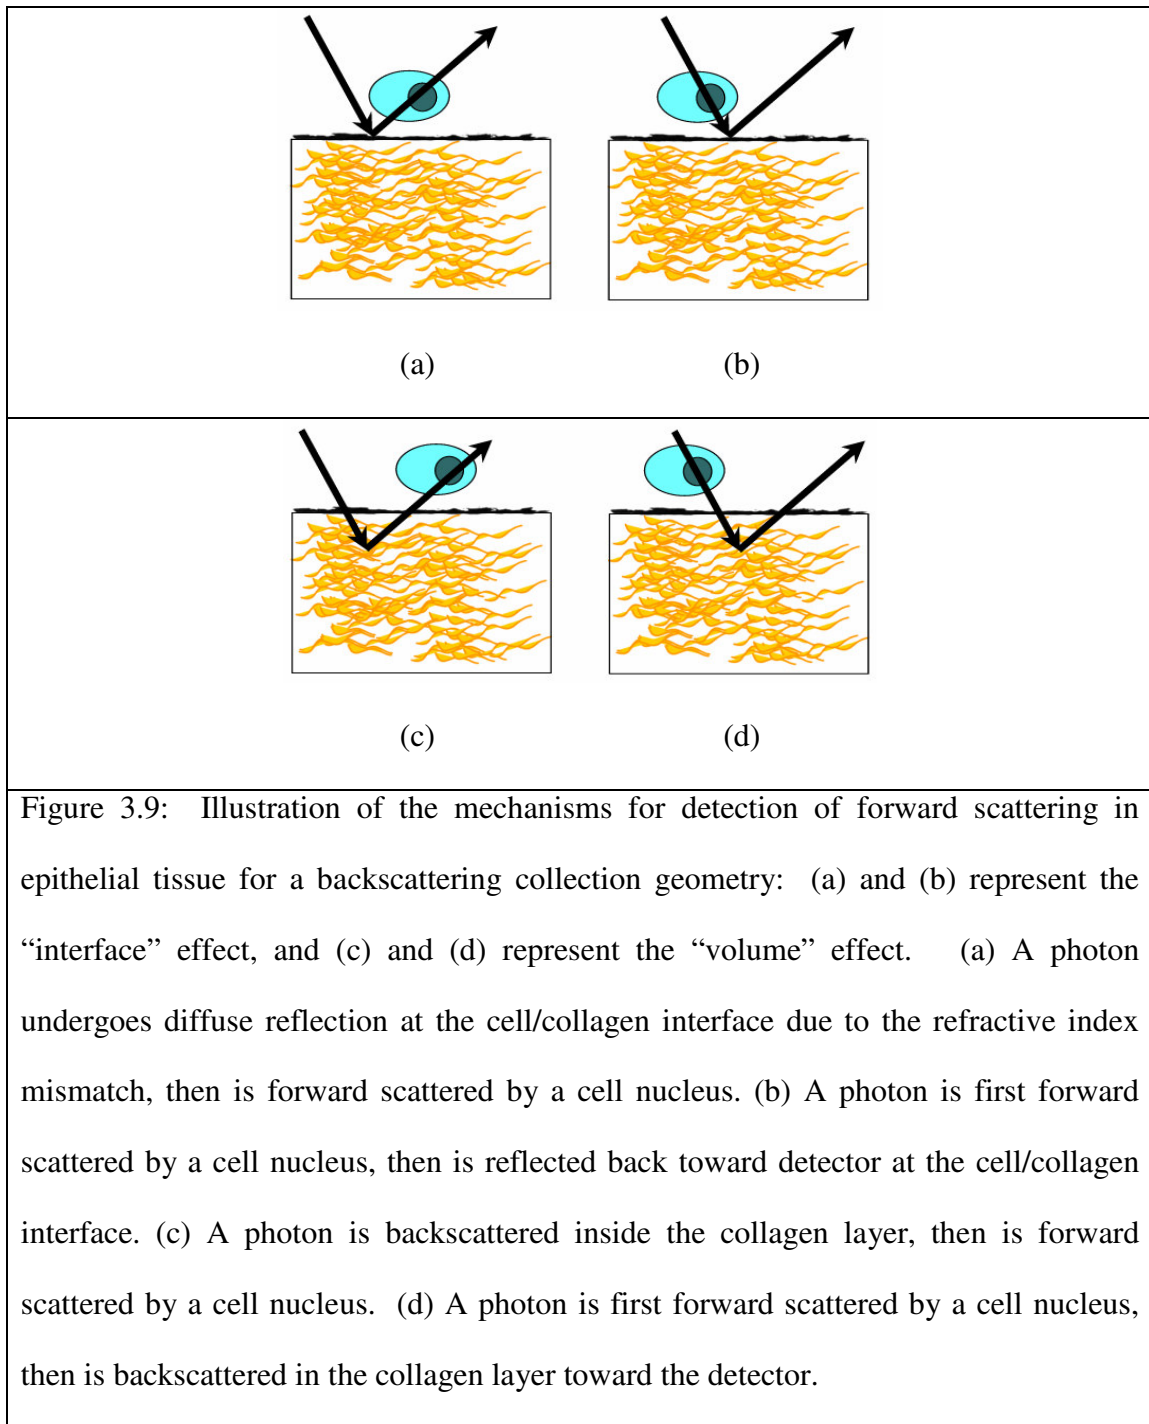 (a)
(b)
(c)
(d)
Figure 3.9: Illustration of the mechanisms for detection of forward scattering in
epithelial tissue for a backscattering collection geometry: (a) and (b) represent the
“interface” effect, and (c) and (d) represent the “volume” effect. (a) A photon
undergoes diffuse reflection at the cell/collagen interface due to the refractive index
mismatch, then is forward scattered by a cell nucleus. (b) A photon is first forward
scattered by a cell nucleus, then is reflected back toward detector at the cell/collagen
interface. (c) A photon is backscattered inside the collagen layer, then is forward
scattered by a cell nucleus. (d) A photon is first forward scattered by a cell nucleus,
then is backscattered in the collagen layer toward the detector.